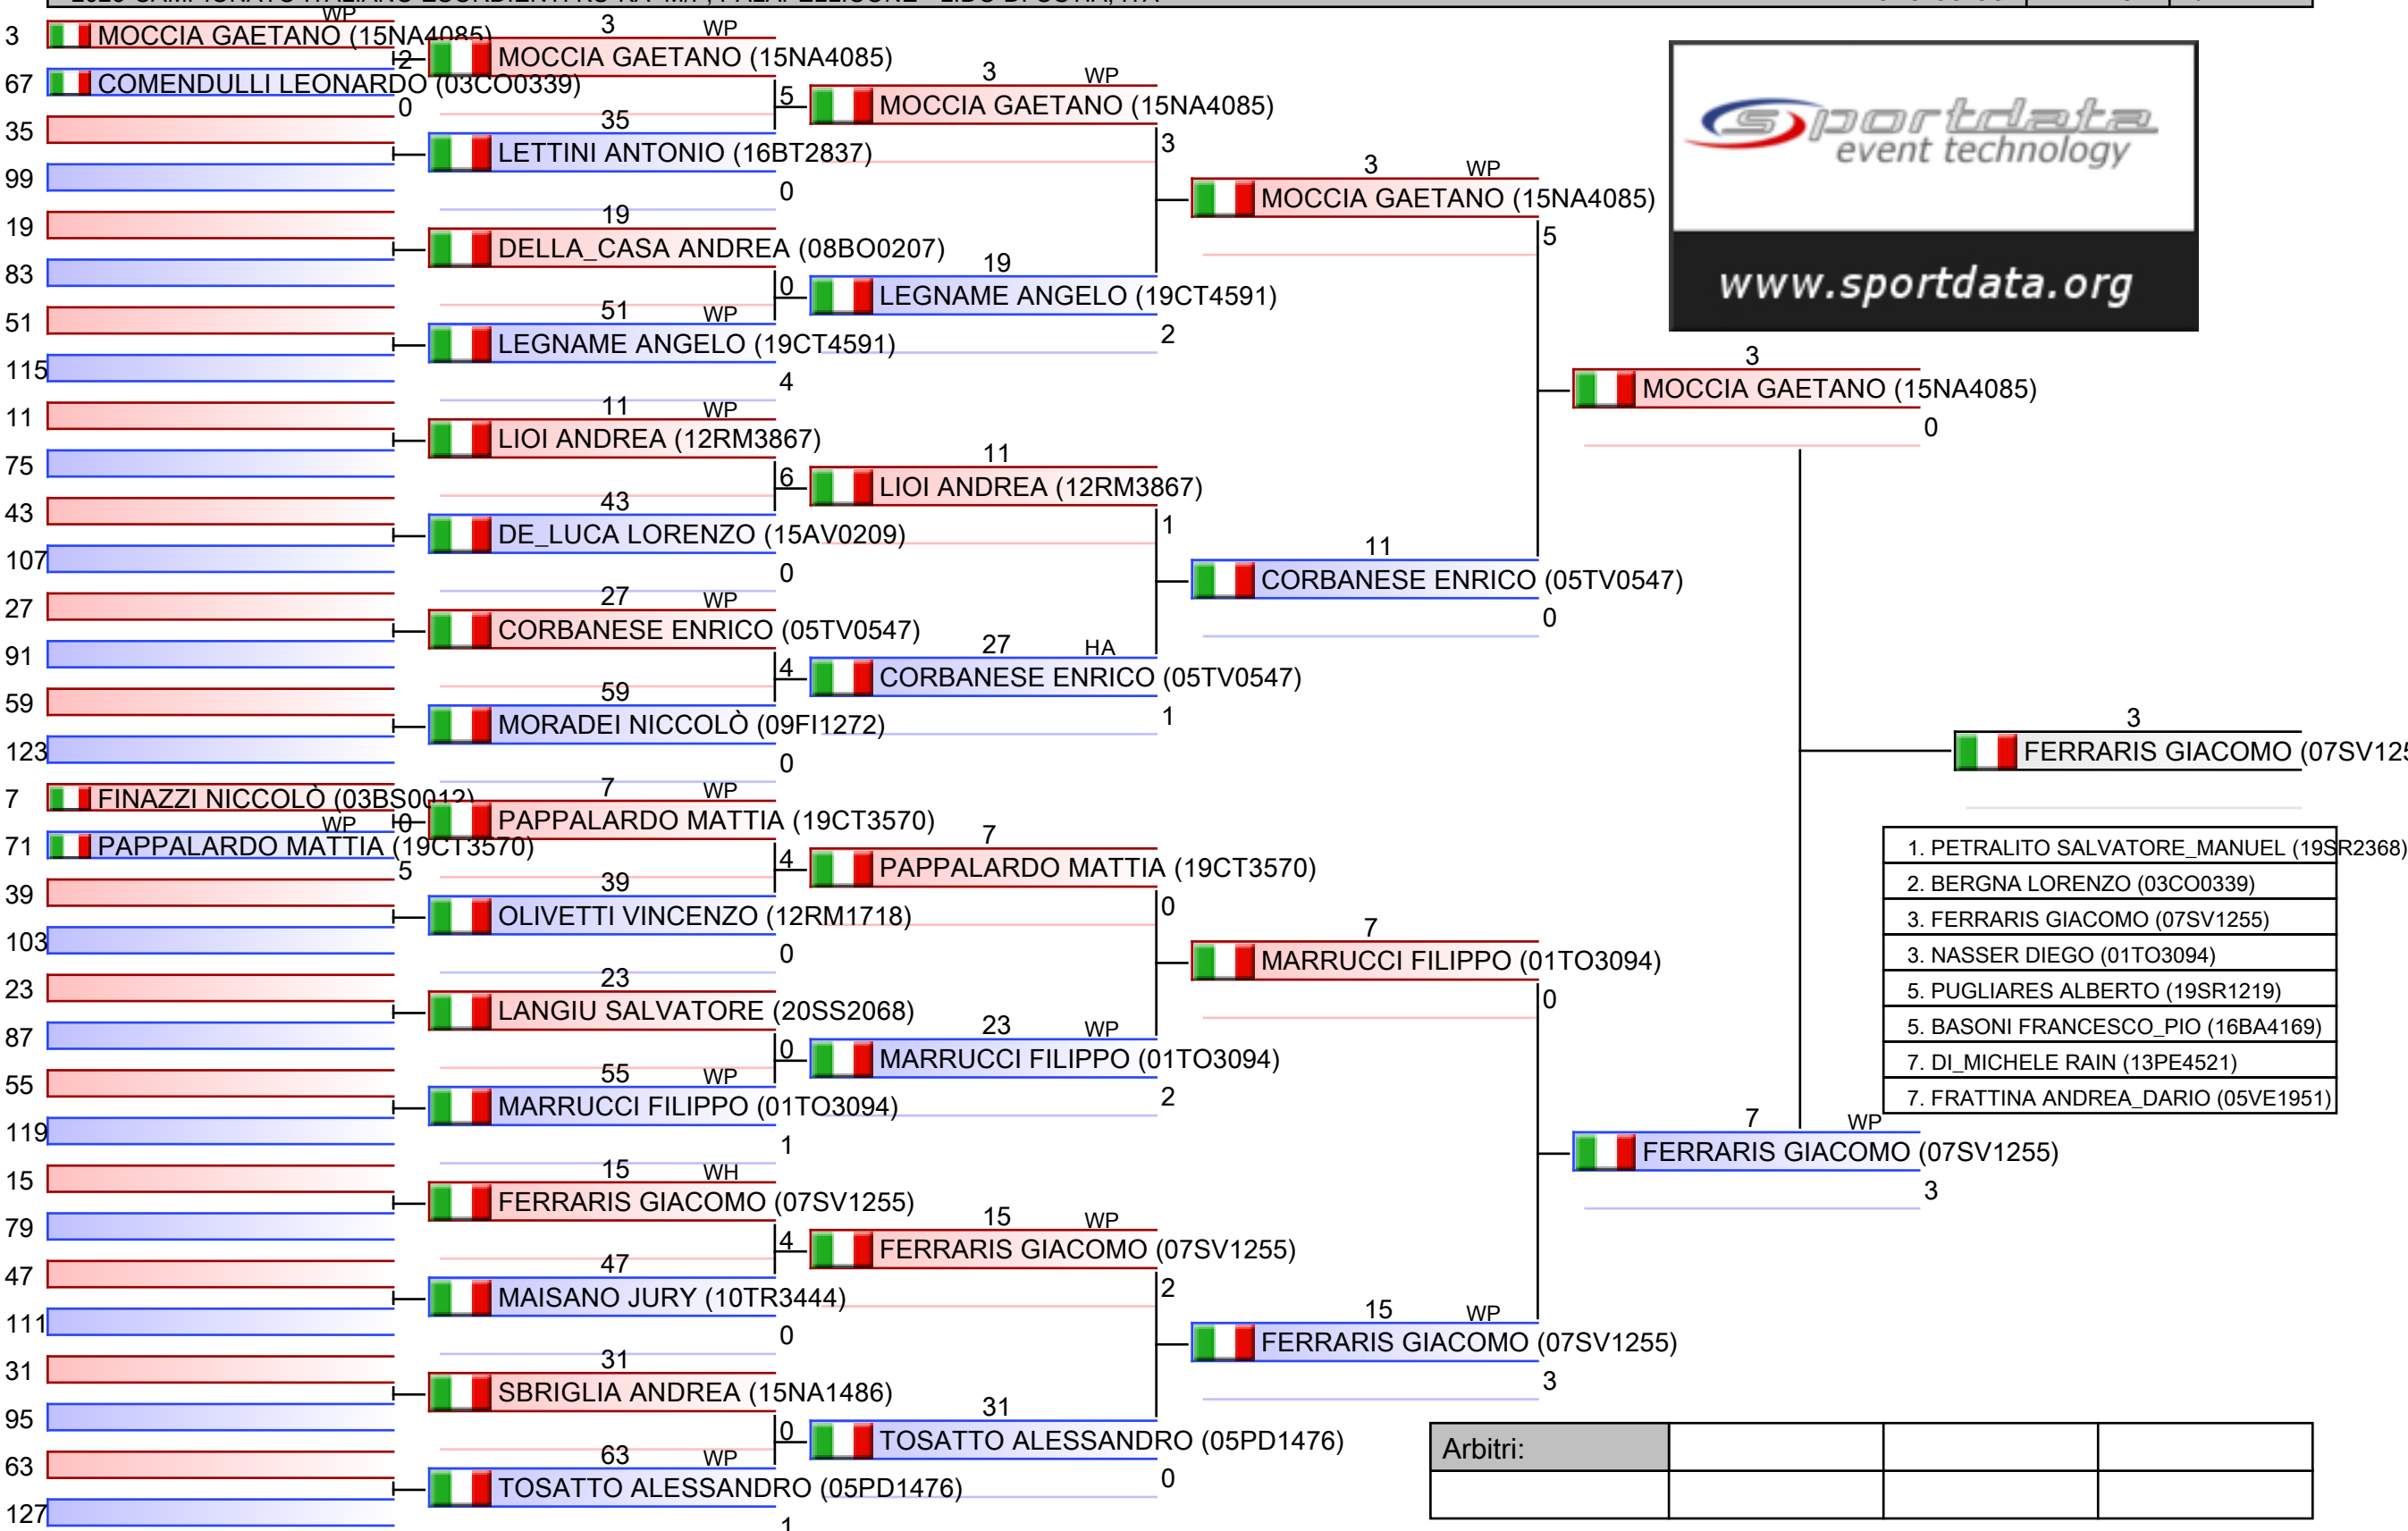 WP
3 MOCCIA GAETANO (15NA4085)
2
67 COMENDULLI LEONARDO (03CO0339)
0
35
99
19
83
51
115
11
75
43
107
27
91
59
123
7 FINAZZI NICCOLÒ (03BS0012)
WP 0
71 PAPPALARDO MATTIA (19CT3570)
5
39
103
23
87
55
119
15
79
47
111
31
95
63
127
3 WP
MOCCIA GAETANO (15NA4085)
5
35
LETTINI ANTONIO (16BT2837)
0
19
DELLA_CASA ANDREA (08BO0207)
0
51 WP
LEGNAME ANGELO (19CT4591)
4
11 WP
LIOI ANDREA (12RM3867)
6
43
DE_LUCA LORENZO (15AV0209)
0
27 WP
CORBANESE ENRICO (05TV0547)
4
59
MORADEI NICCOLÒ (09FI1272)
0
7 WP
PAPPALARDO MATTIA (19CT3570)
4
39
OLIVETTI VINCENZO (12RM1718)
0
23
LANGIU SALVATORE (20SS2068)
0
55 WP
MARRUCCI FILIPPO (01TO3094)
1
15 WH
FERRARIS GIACOMO (07SV1255)
4
47
MAISANO JURY (10TR3444)
0
31
SBRIGLIA ANDREA (15NA1486)
0
63 WP
TOSATTO ALESSANDRO (05PD1476)
1
3 WP
MOCCIA GAETANO (15NA4085)
3
19
LEGNAME ANGELO (19CT4591)
2
11
LIOI ANDREA (12RM3867)
1
27 HA
CORBANESE ENRICO (05TV0547)
1
7
PAPPALARDO MATTIA (19CT3570)
0
23 WP
MARRUCCI FILIPPO (01TO3094)
2
15 WP
FERRARIS GIACOMO (07SV1255)
2
31
TOSATTO ALESSANDRO (05PD1476)
0
3 WP
MOCCIA GAETANO (15NA4085)
5
11
CORBANESE ENRICO (05TV0547)
0
7
MARRUCCI FILIPPO (01TO3094)
0
15 WP
FERRARIS GIACOMO (07SV1255)
3
sportdata
event technology
www.sportdata.org
3
MOCCIA GAETANO (15NA4085)
0
7 WP
FERRARIS GIACOMO (07SV1255)
3
3
FERRARIS GIACOMO (07SV125
1. PETRALITO SALVATORE_MANUEL (19SR2368)
2. BERGNA LORENZO (03CO0339)
3. FERRARIS GIACOMO (07SV1255)
3. NASSER DIEGO (01TO3094)
5. PUGLIARES ALBERTO (19SR1219)
5. BASONI FRANCESCO_PIO (16BA4169)
7. DI_MICHELE RAIN (13PE4521)
7. FRATTINA ANDREA_DARIO (05VE1951)
Arbitri: